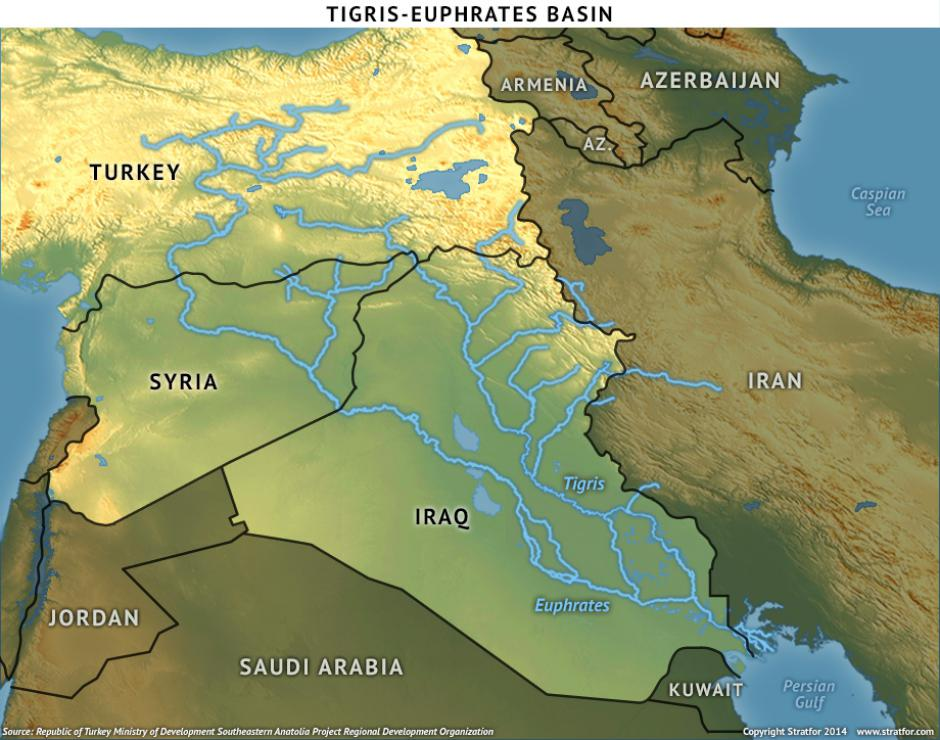 TIGRIS-EUPHRATES BASIN
ARMENIA
AZERBAIJAN
AZ.
TURKEY
Caspian
Sea
SYRIA
IRAN
Tigris
IRAQ
Euphrates
JORDAN
SAUDI ARABIA
KUWAIT
Persian
Gulf
Source: Republic of Turkey Ministry of Development Southeastern Anatolia Project Regional Development Organization
Copyright Stratfor 2014 www.stratfor.com